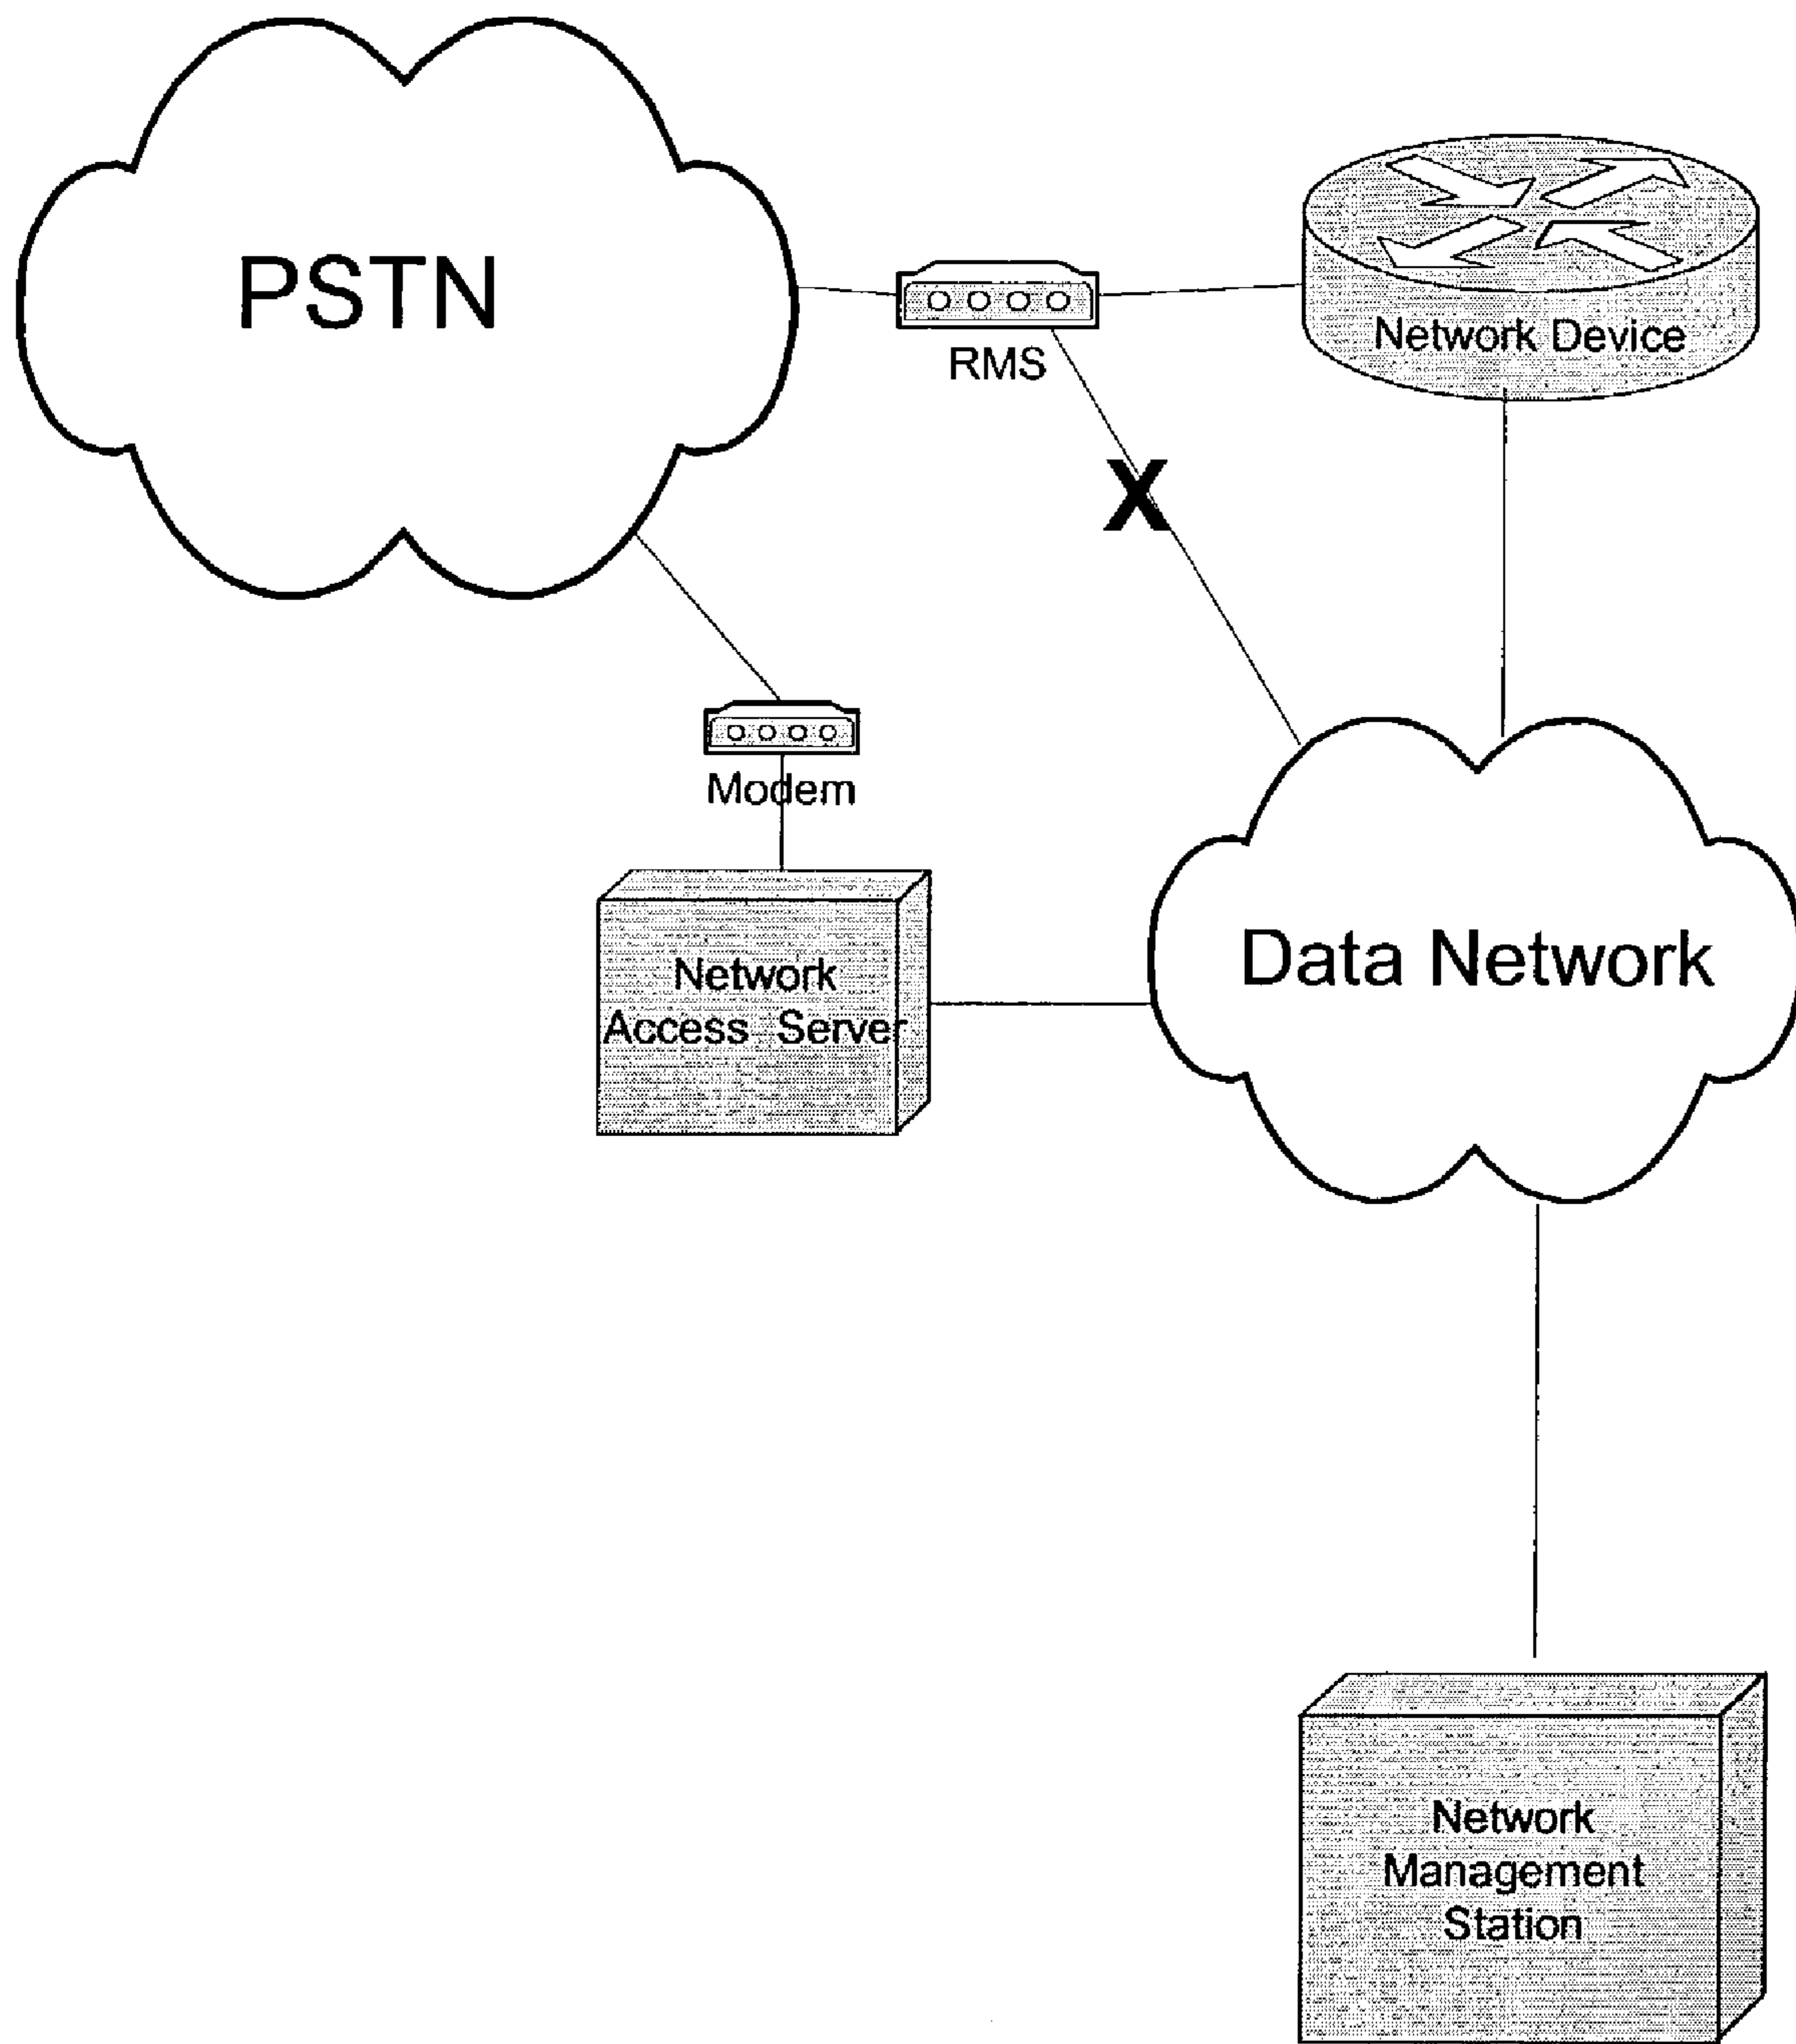 PSTN
Network Device
RMS
X
Modem
Data Network
Network
Access Server
Network
Management
Station